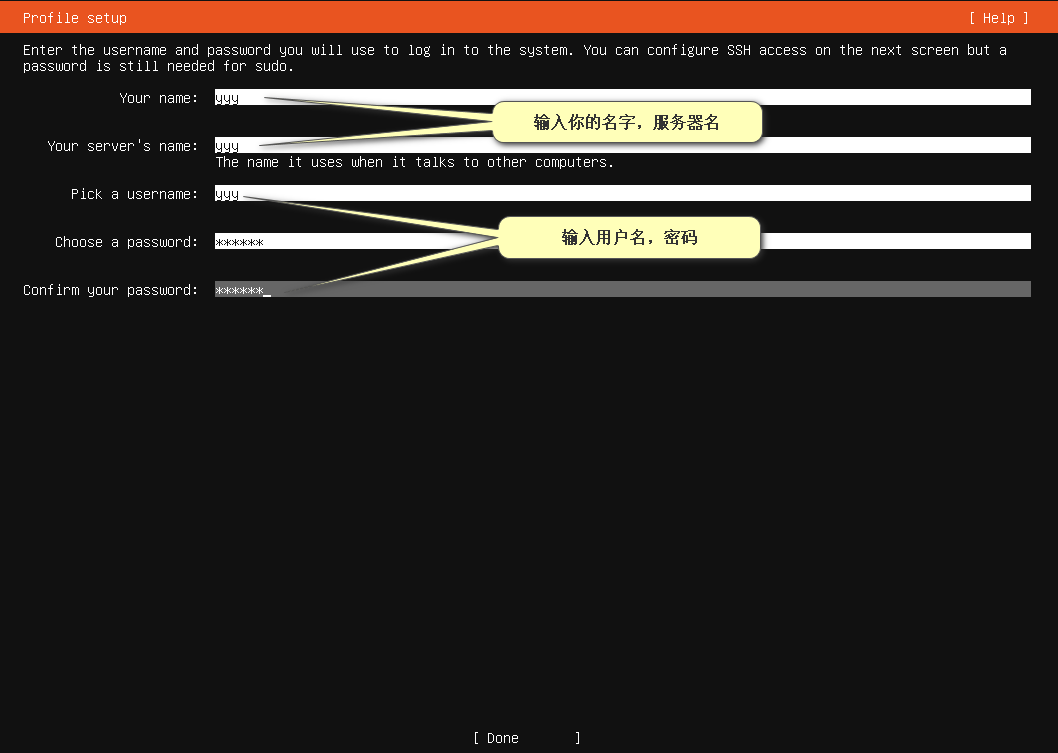 Profile setup [ Help ]
Enter the username and password you will use to log in to the system. You can configure SSH access on the next screen but a
password is still needed for sudo.
Your name: yyy
输入你的名字，服务器名
Your server's name: yyy
The name it uses when it talks to other computers.
Pick a username: yyy
输入用户名，密码
Choose a password: ******
Confirm your password: ******_
[ Done ]